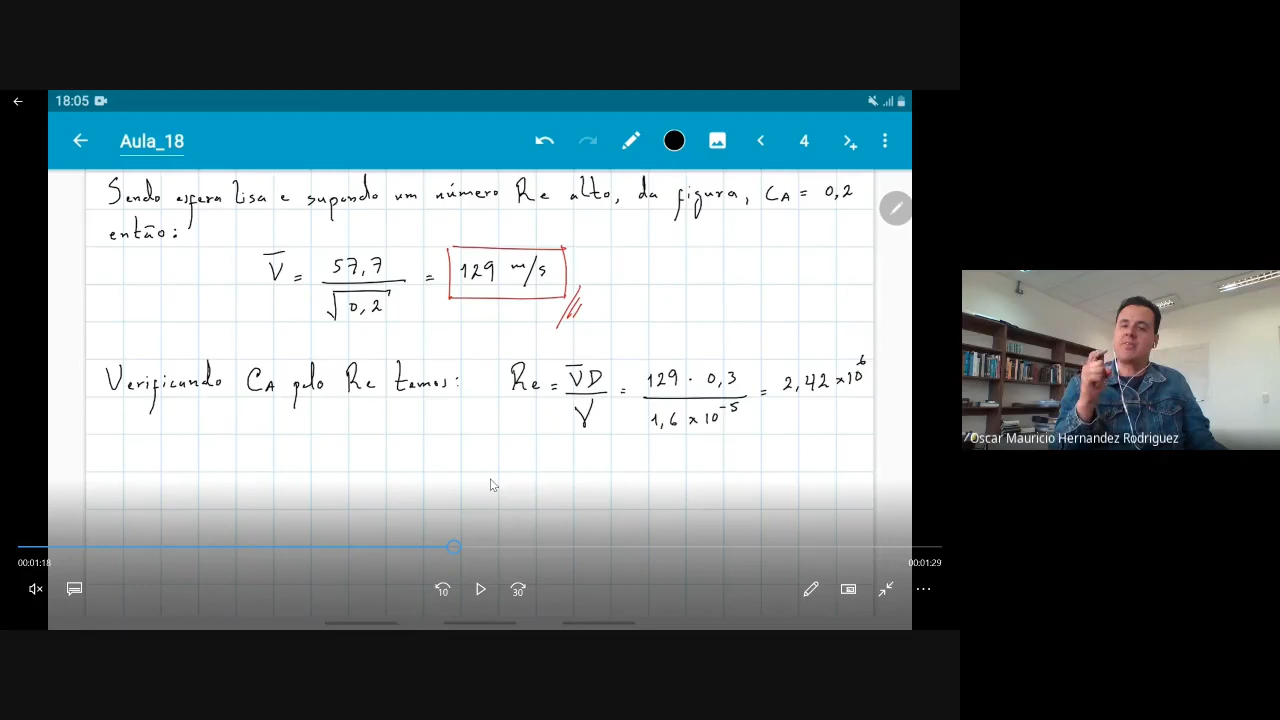 18:05
Aula_18
4
Sendo esfera lisa e supondo um número Re alto, da figura, CA = 0,2
então:
V̅ = 57,7 / √0,2 = 129 m/s
Verificando CA pelo Re temos: Re = V̅D / ν = 129 · 0,3 / 1,6 × 10⁻⁵ = 2,42 × 10⁶
Oscar Mauricio Hernandez Rodriguez
00:01:18
00:01:29
10
30